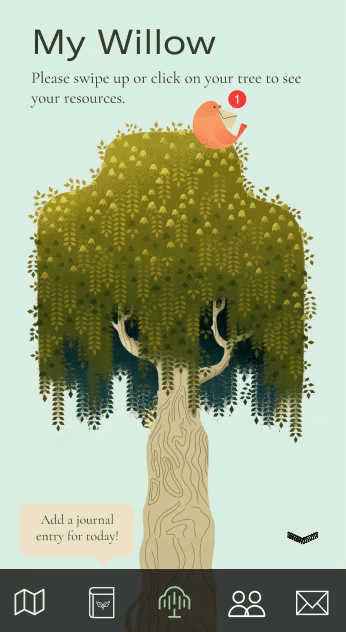 My Willow
Please swipe up or click on your tree to see
your resources.
1
Add a journal
entry for today!